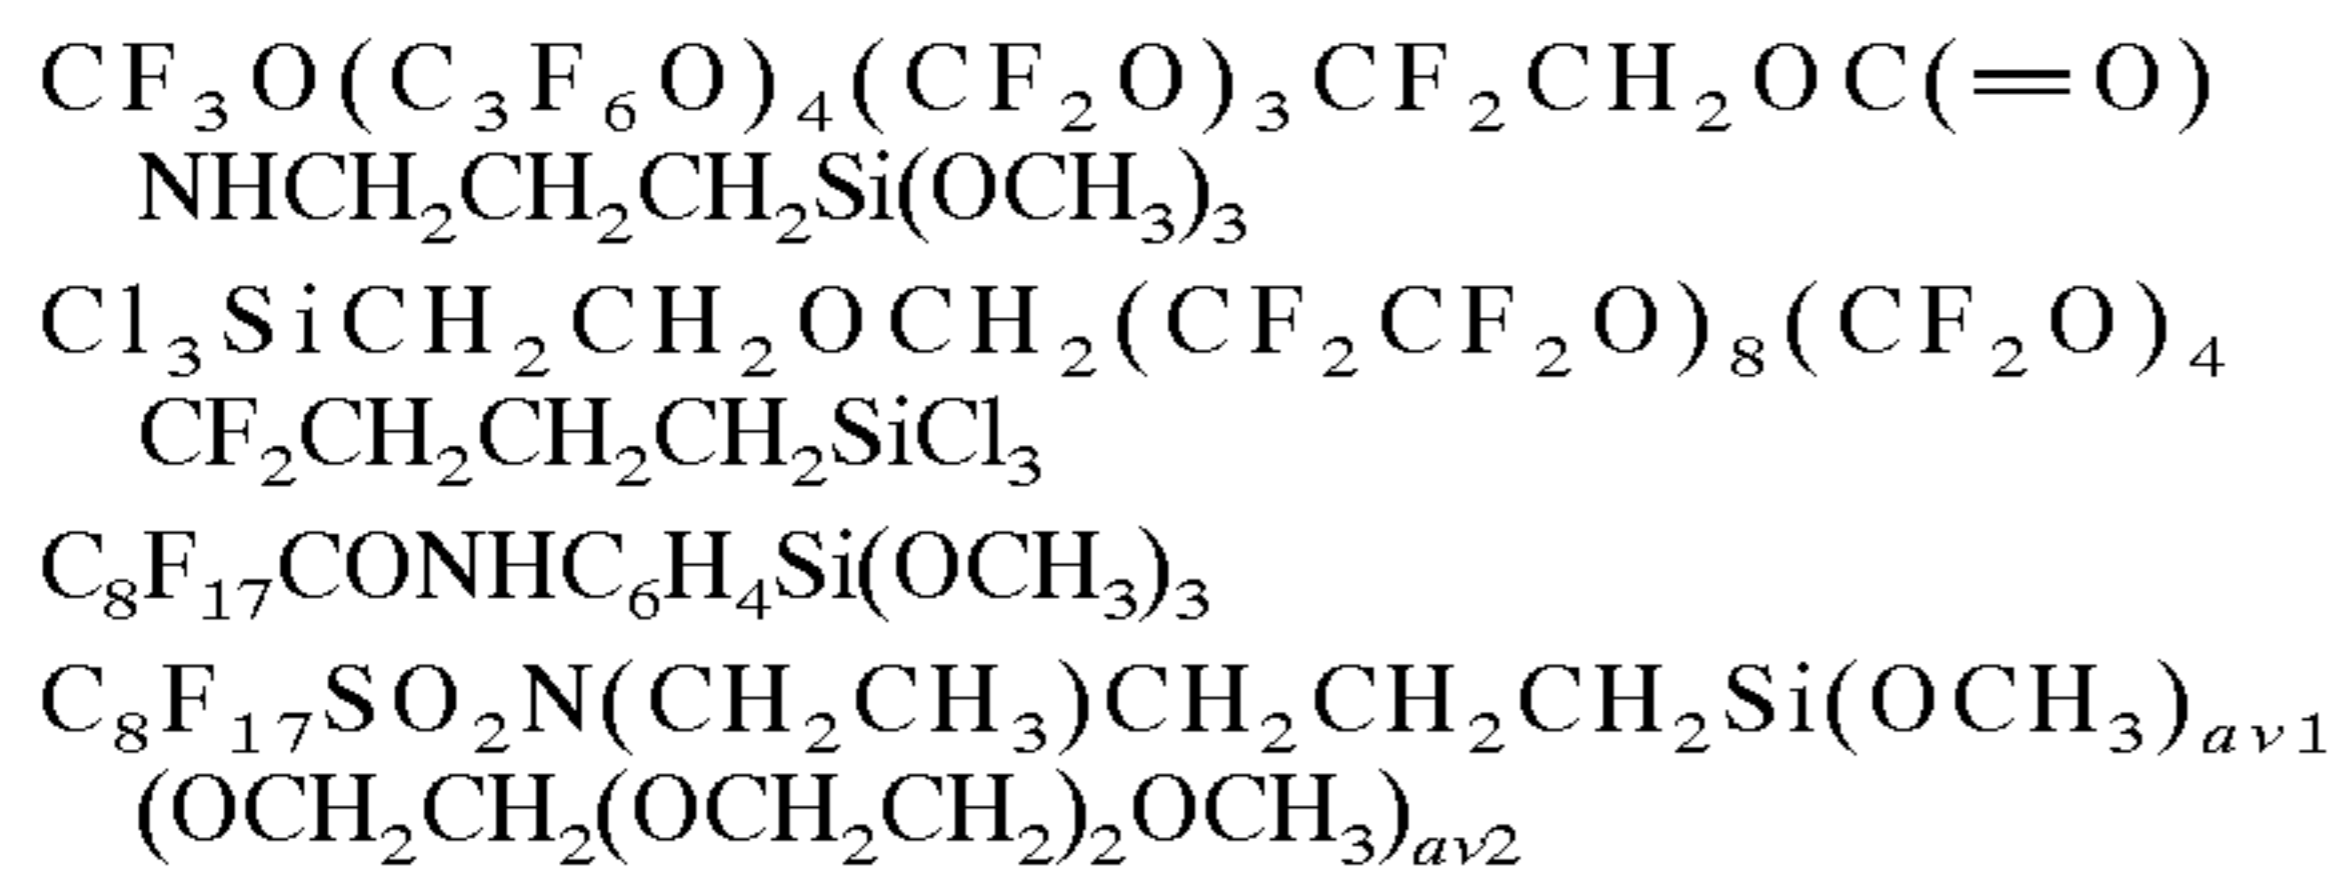 CF₃O(C₃F₆O)₄(CF₂O)₃CF₂CH₂OC(=O)
NHCH₂CH₂CH₂Si(OCH₃)₃
Cl₃SiCH₂CH₂OCH₂(CF₂CF₂O)₈(CF₂O)₄
CF₂CH₂CH₂CH₂SiCl₃
C₈F₁₇CONHC₆H₄Si(OCH₃)₃
C₈F₁₇SO₂N(CH₂CH₃)CH₂CH₂CH₂Si(OCH₃)av1
(OCH₂CH₂(OCH₂CH₂)₂OCH₃)av2